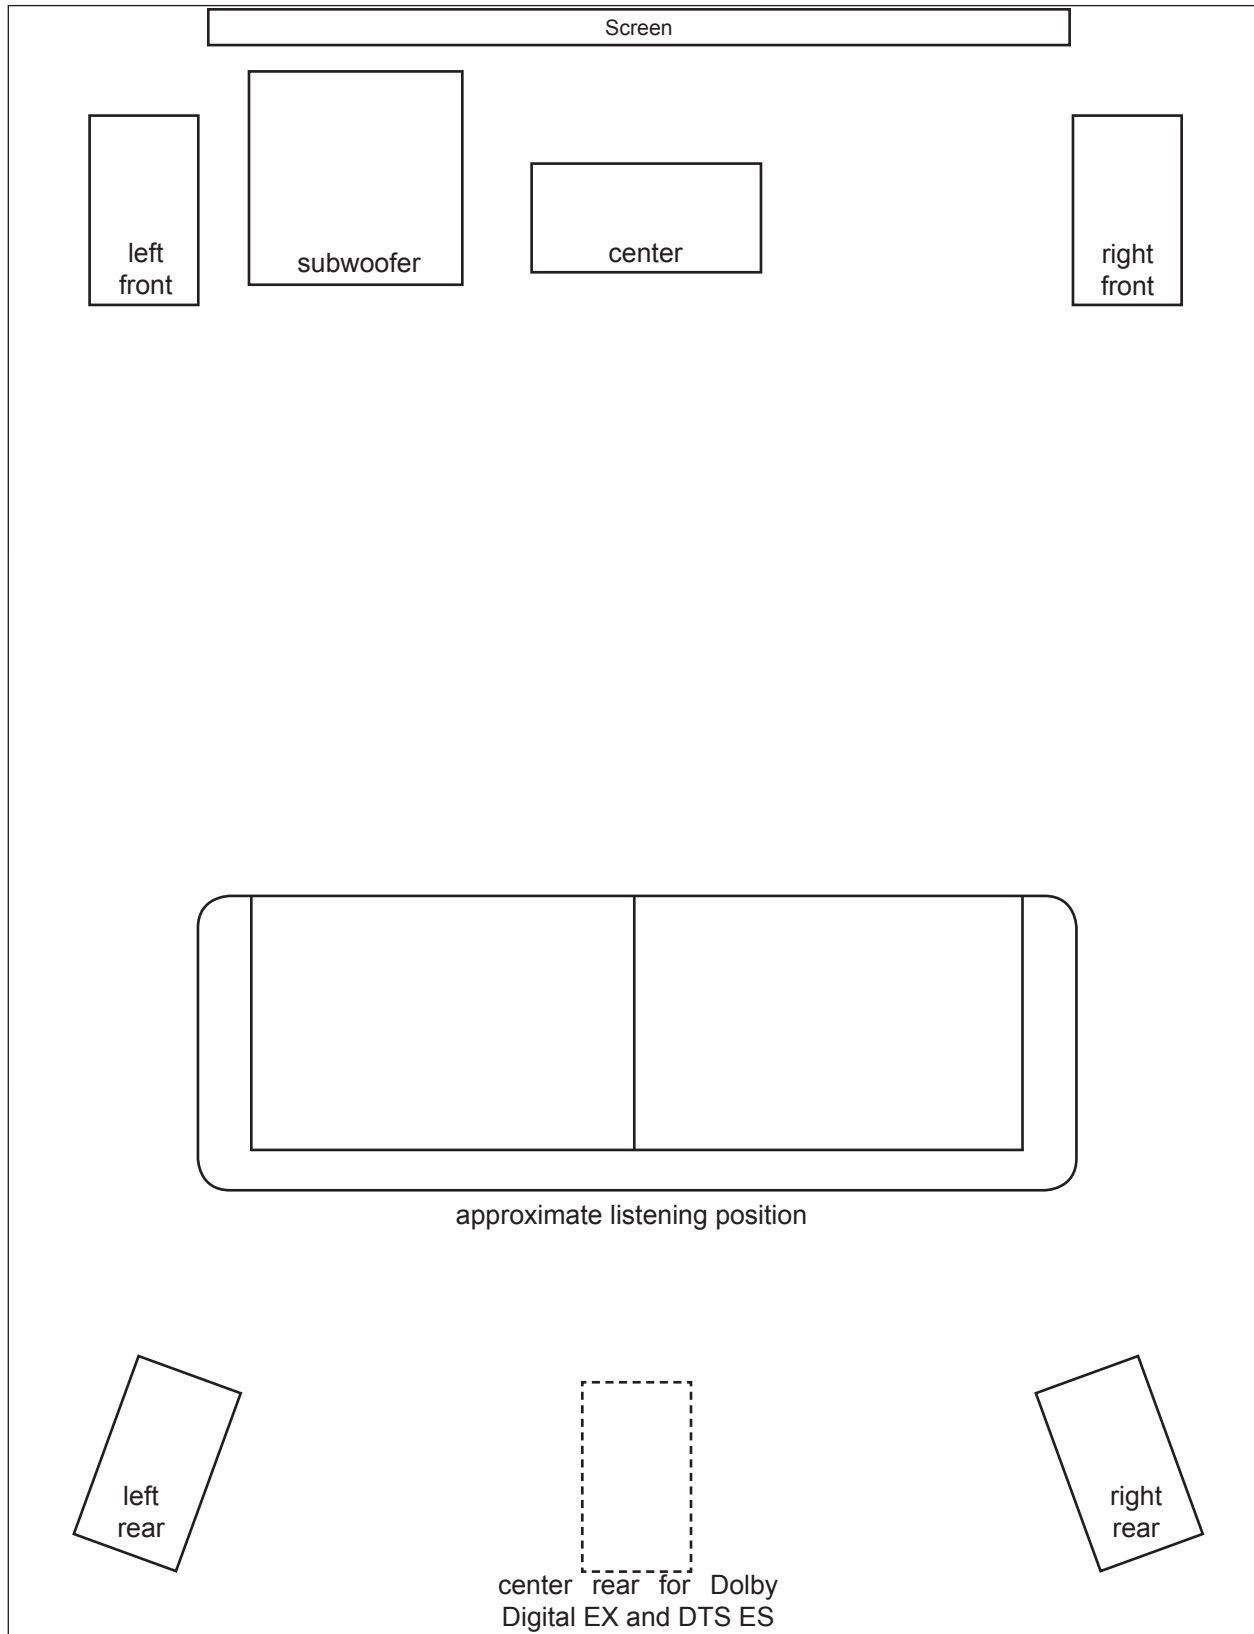 Screen
left
front
subwoofer
center
right
front
approximate listening position
left
rear
center rear for Dolby
Digital EX and DTS ES
right
rear